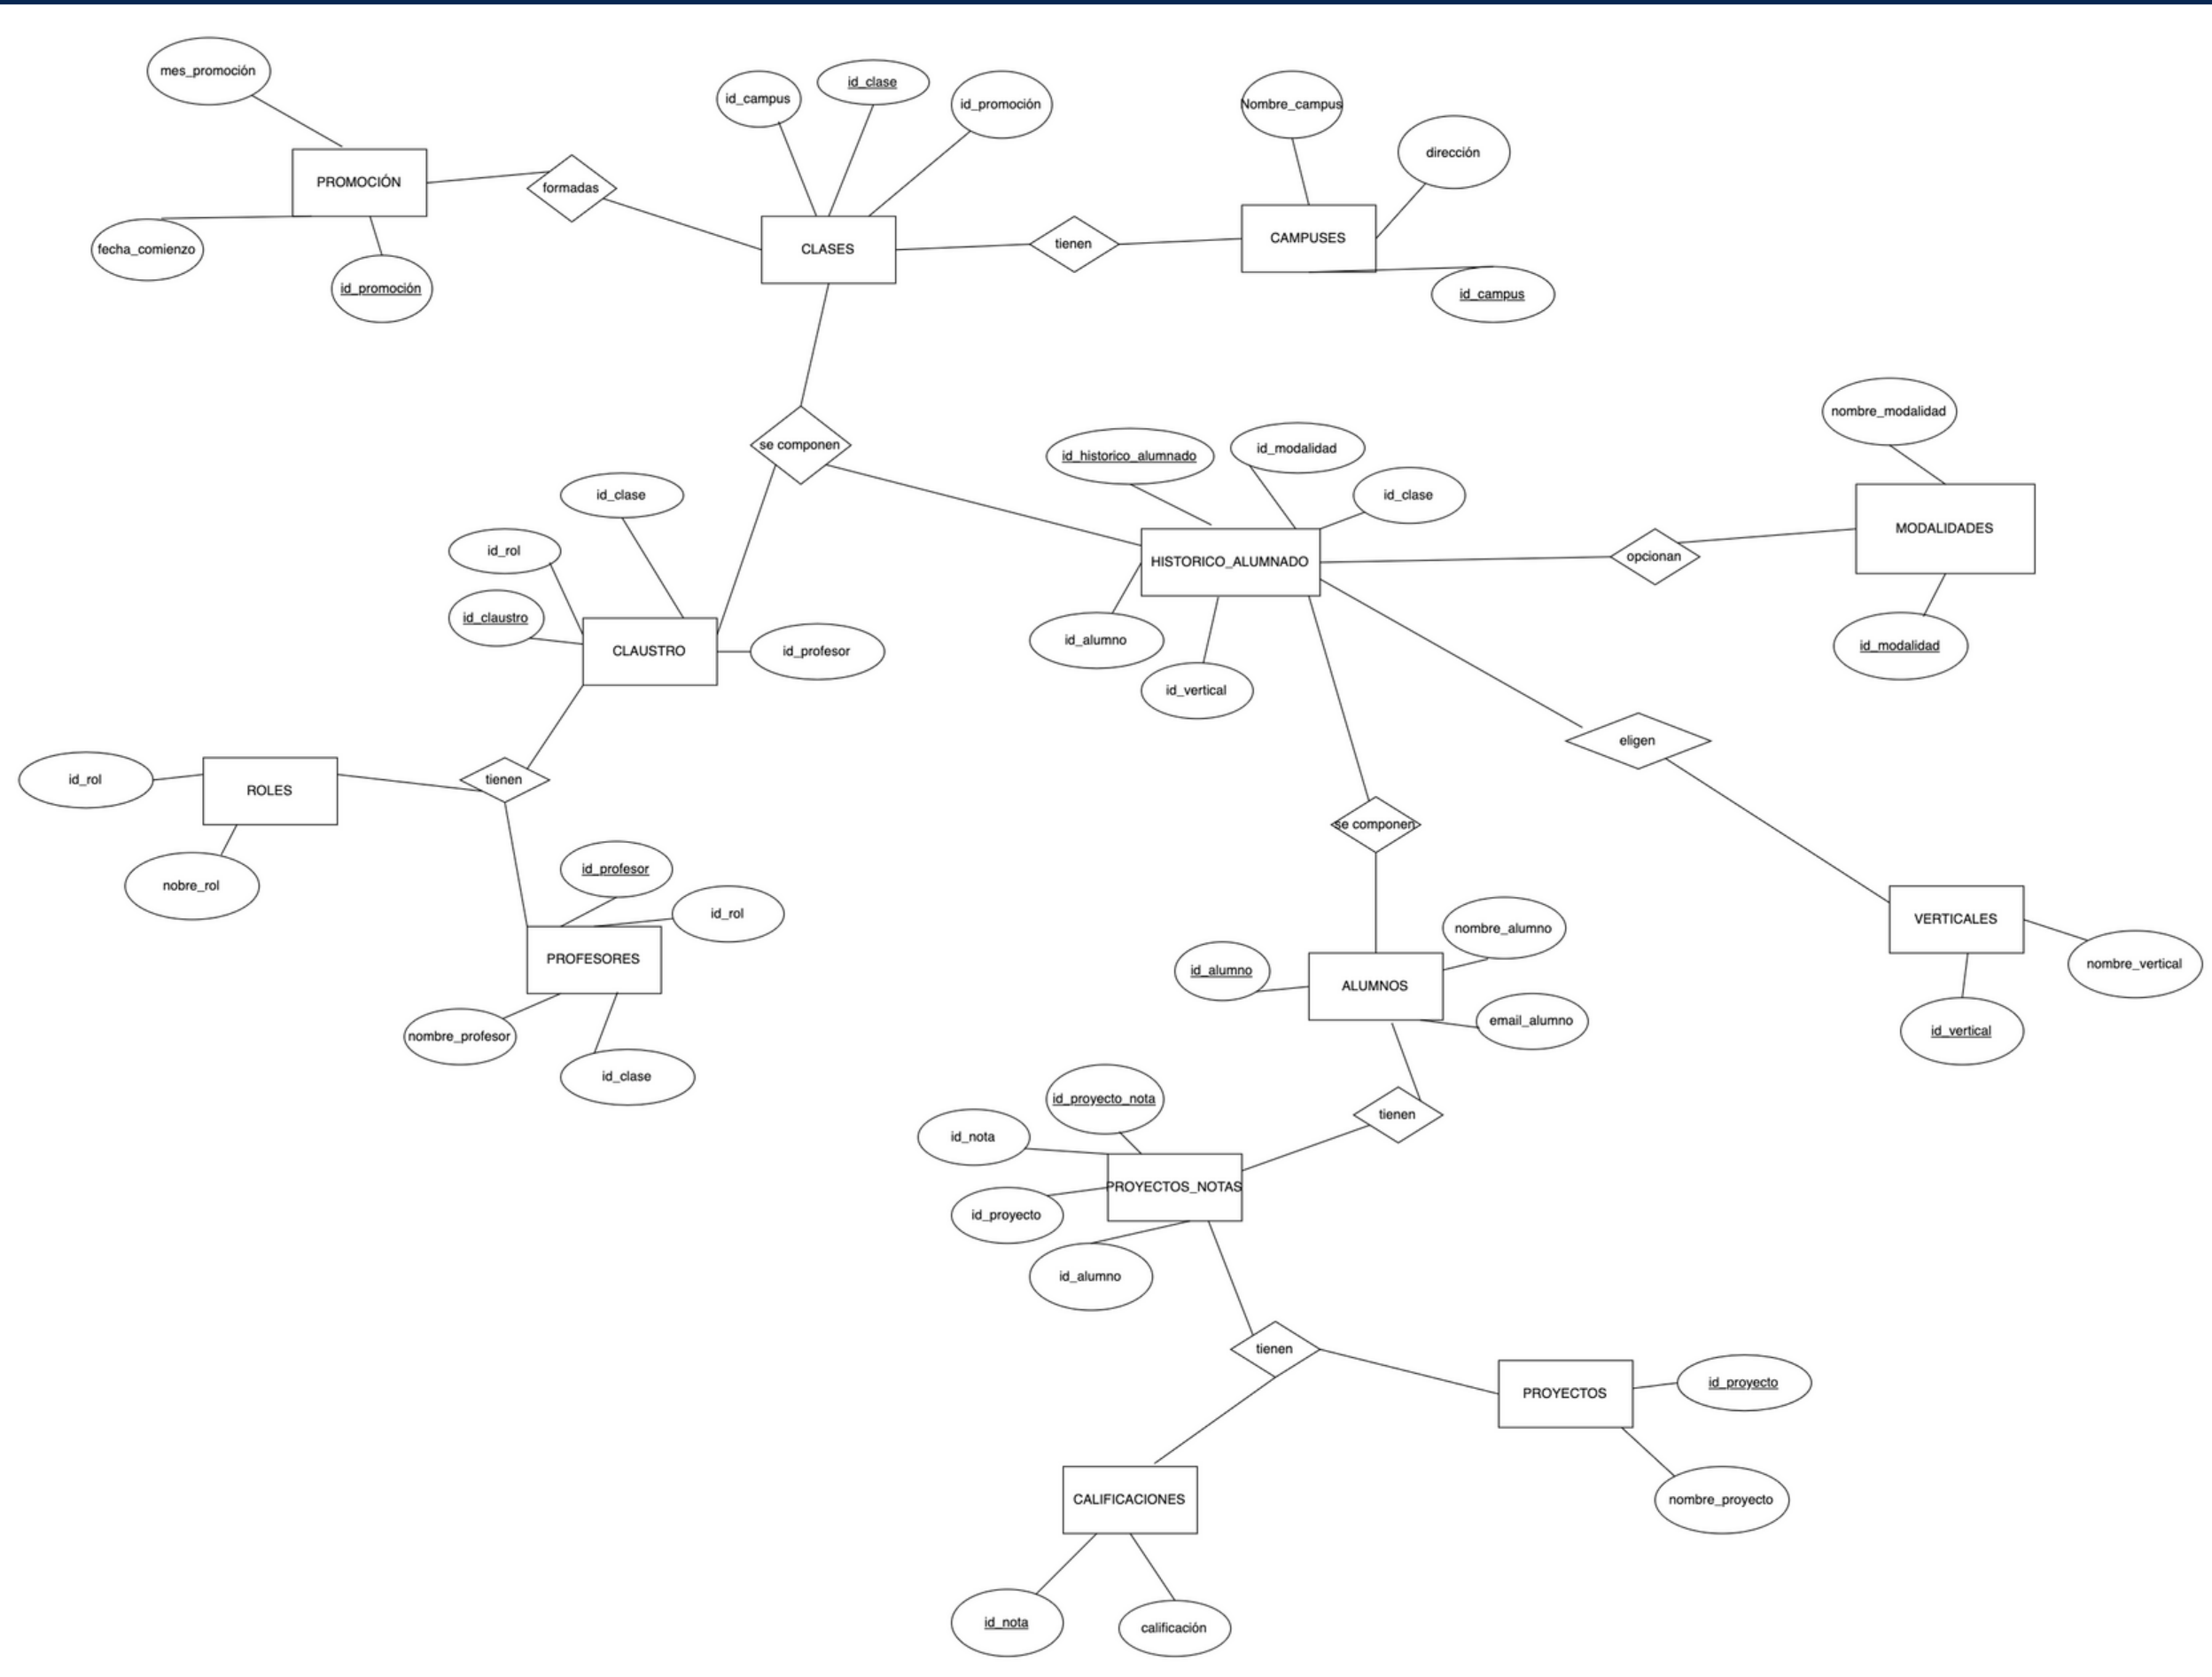 mes_promoción
id_campus
id_clase
id_promoción
Nombre_campus
dirección
PROMOCIÓN
formadas
CLASES
tienen
CAMPUSES
fecha_comienzo
id_promoción
id_campus
se componen
nombre_modalidad
id_historico_alumnado
id_modalidad
id_clase
MODALIDADES
id_clase
id_rol
id_claustro
CLAUSTRO
id_profesor
HISTORICO_ALUMNADO
opcionan
id_alumno
id_vertical
id_modalidad
eligen
id_rol
ROLES
tienen
nobre_rol
se componen
id_profesor
id_rol
PROFESORES
nombre_profesor
id_clase
nombre_alumno
id_alumno
ALUMNOS
email_alumno
VERTICALES
nombre_vertical
id_vertical
id_proyecto_nota
tienen
id_nota
PROYECTOS_NOTAS
id_proyecto
id_alumno
tienen
PROYECTOS
id_proyecto
nombre_proyecto
CALIFICACIONES
id_nota
calificación